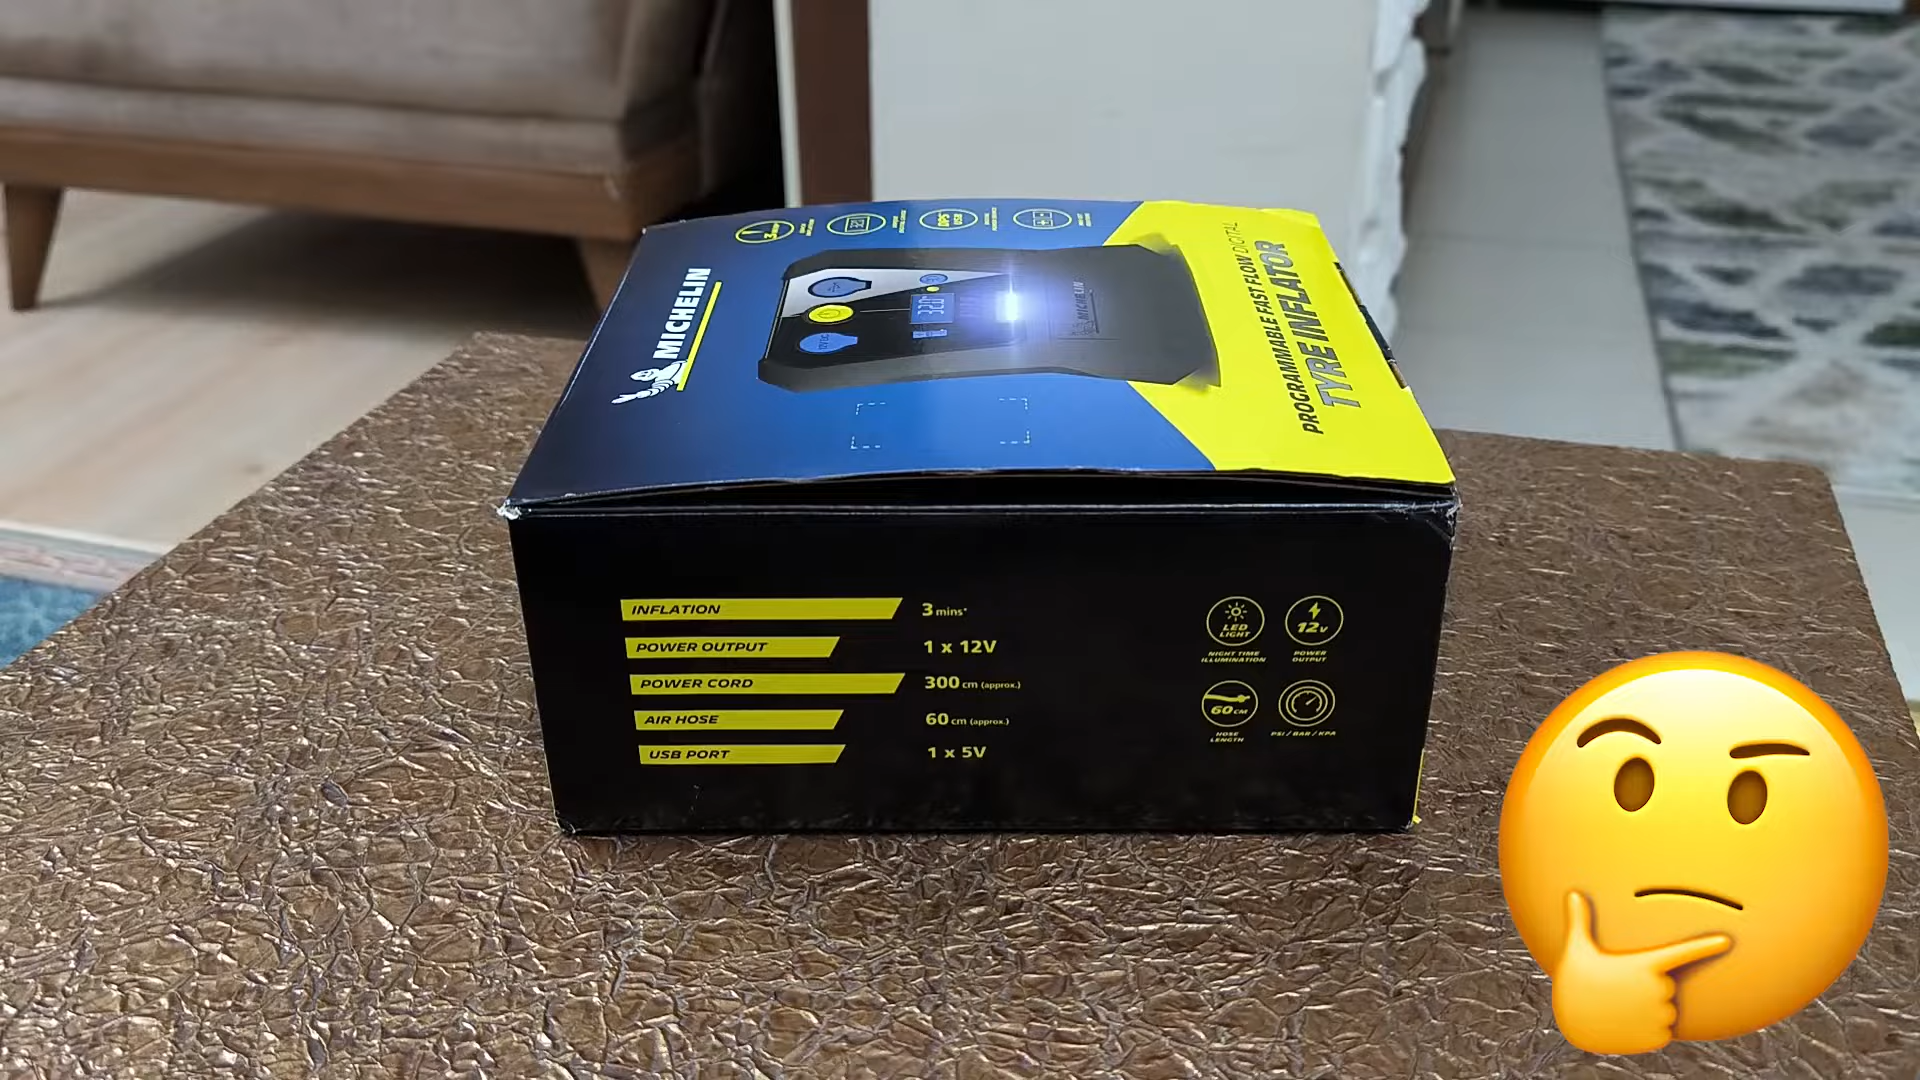 MICHELIN
PROGRAMMABLE FAST FLOW DIGITAL
TYRE INFLATOR
INFLATION 3 mins*
POWER OUTPUT 1 x 12V
POWER CORD 300 cm (approx.)
AIR HOSE 60 cm (approx.)
USB PORT 1 x 5V
LED
LIGHT
NIGHT TIME
ILLUMINATION
12V
POWER
OUTPUT
60 CM
HOSE
LENGTH
PSI / BAR / KPA